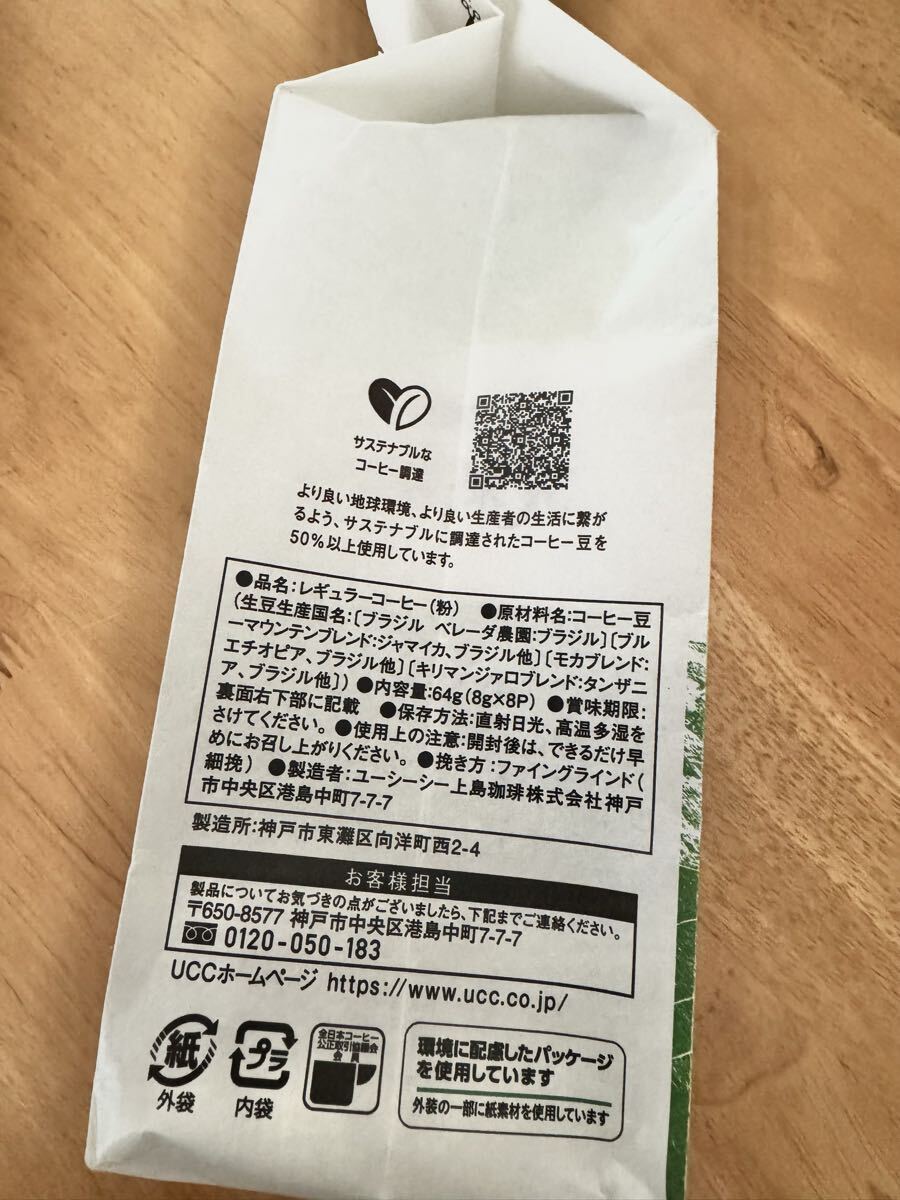 サステナブルな
コーヒー調達
より良い地球環境、より良い生産者の生活に繋が
るよう、サステナブルに調達されたコーヒー豆を
50%以上使用しています。
●品名:レギュラーコーヒー(粉) ●原材料名:コーヒー豆
(生豆生産国名:〔ブラジル ベレーダ農園:ブラジル〕〔ブル
ーマウンテンブレンド:ジャマイカ、ブラジル他〕〔モカブレンド:
エチオピア、ブラジル他〕〔キリマンジァロブレンド:タンザニ
ア、ブラジル他〕) ●内容量:64g(8g×8P) ●賞味期限:
裏面右下部に記載 ●保存方法:直射日光、高温多湿を
さけてください。 ●使用上の注意:開封後は、できるだけ早
めにお召し上がりください。 ●挽き方:ファイングラインド(
細挽) ●製造者:ユーシーシー上島珈琲株式会社神戸
市中央区港島中町7-7-7
製造所:神戸市東灘区向洋町西2-4
お客様担当
製品についてお気づきの点がございましたら、下記までご連絡ください。
〒650-8577 神戸市中央区港島中町7-7-7
0120-050-183
UCCホームページ https://www.ucc.co.jp/
紙
外袋
プラ
内袋
全日本コーヒー
公正取引協議会
会員
環境に配慮したパッケージ
を使用しています
外装の一部に紙素材を使用しています